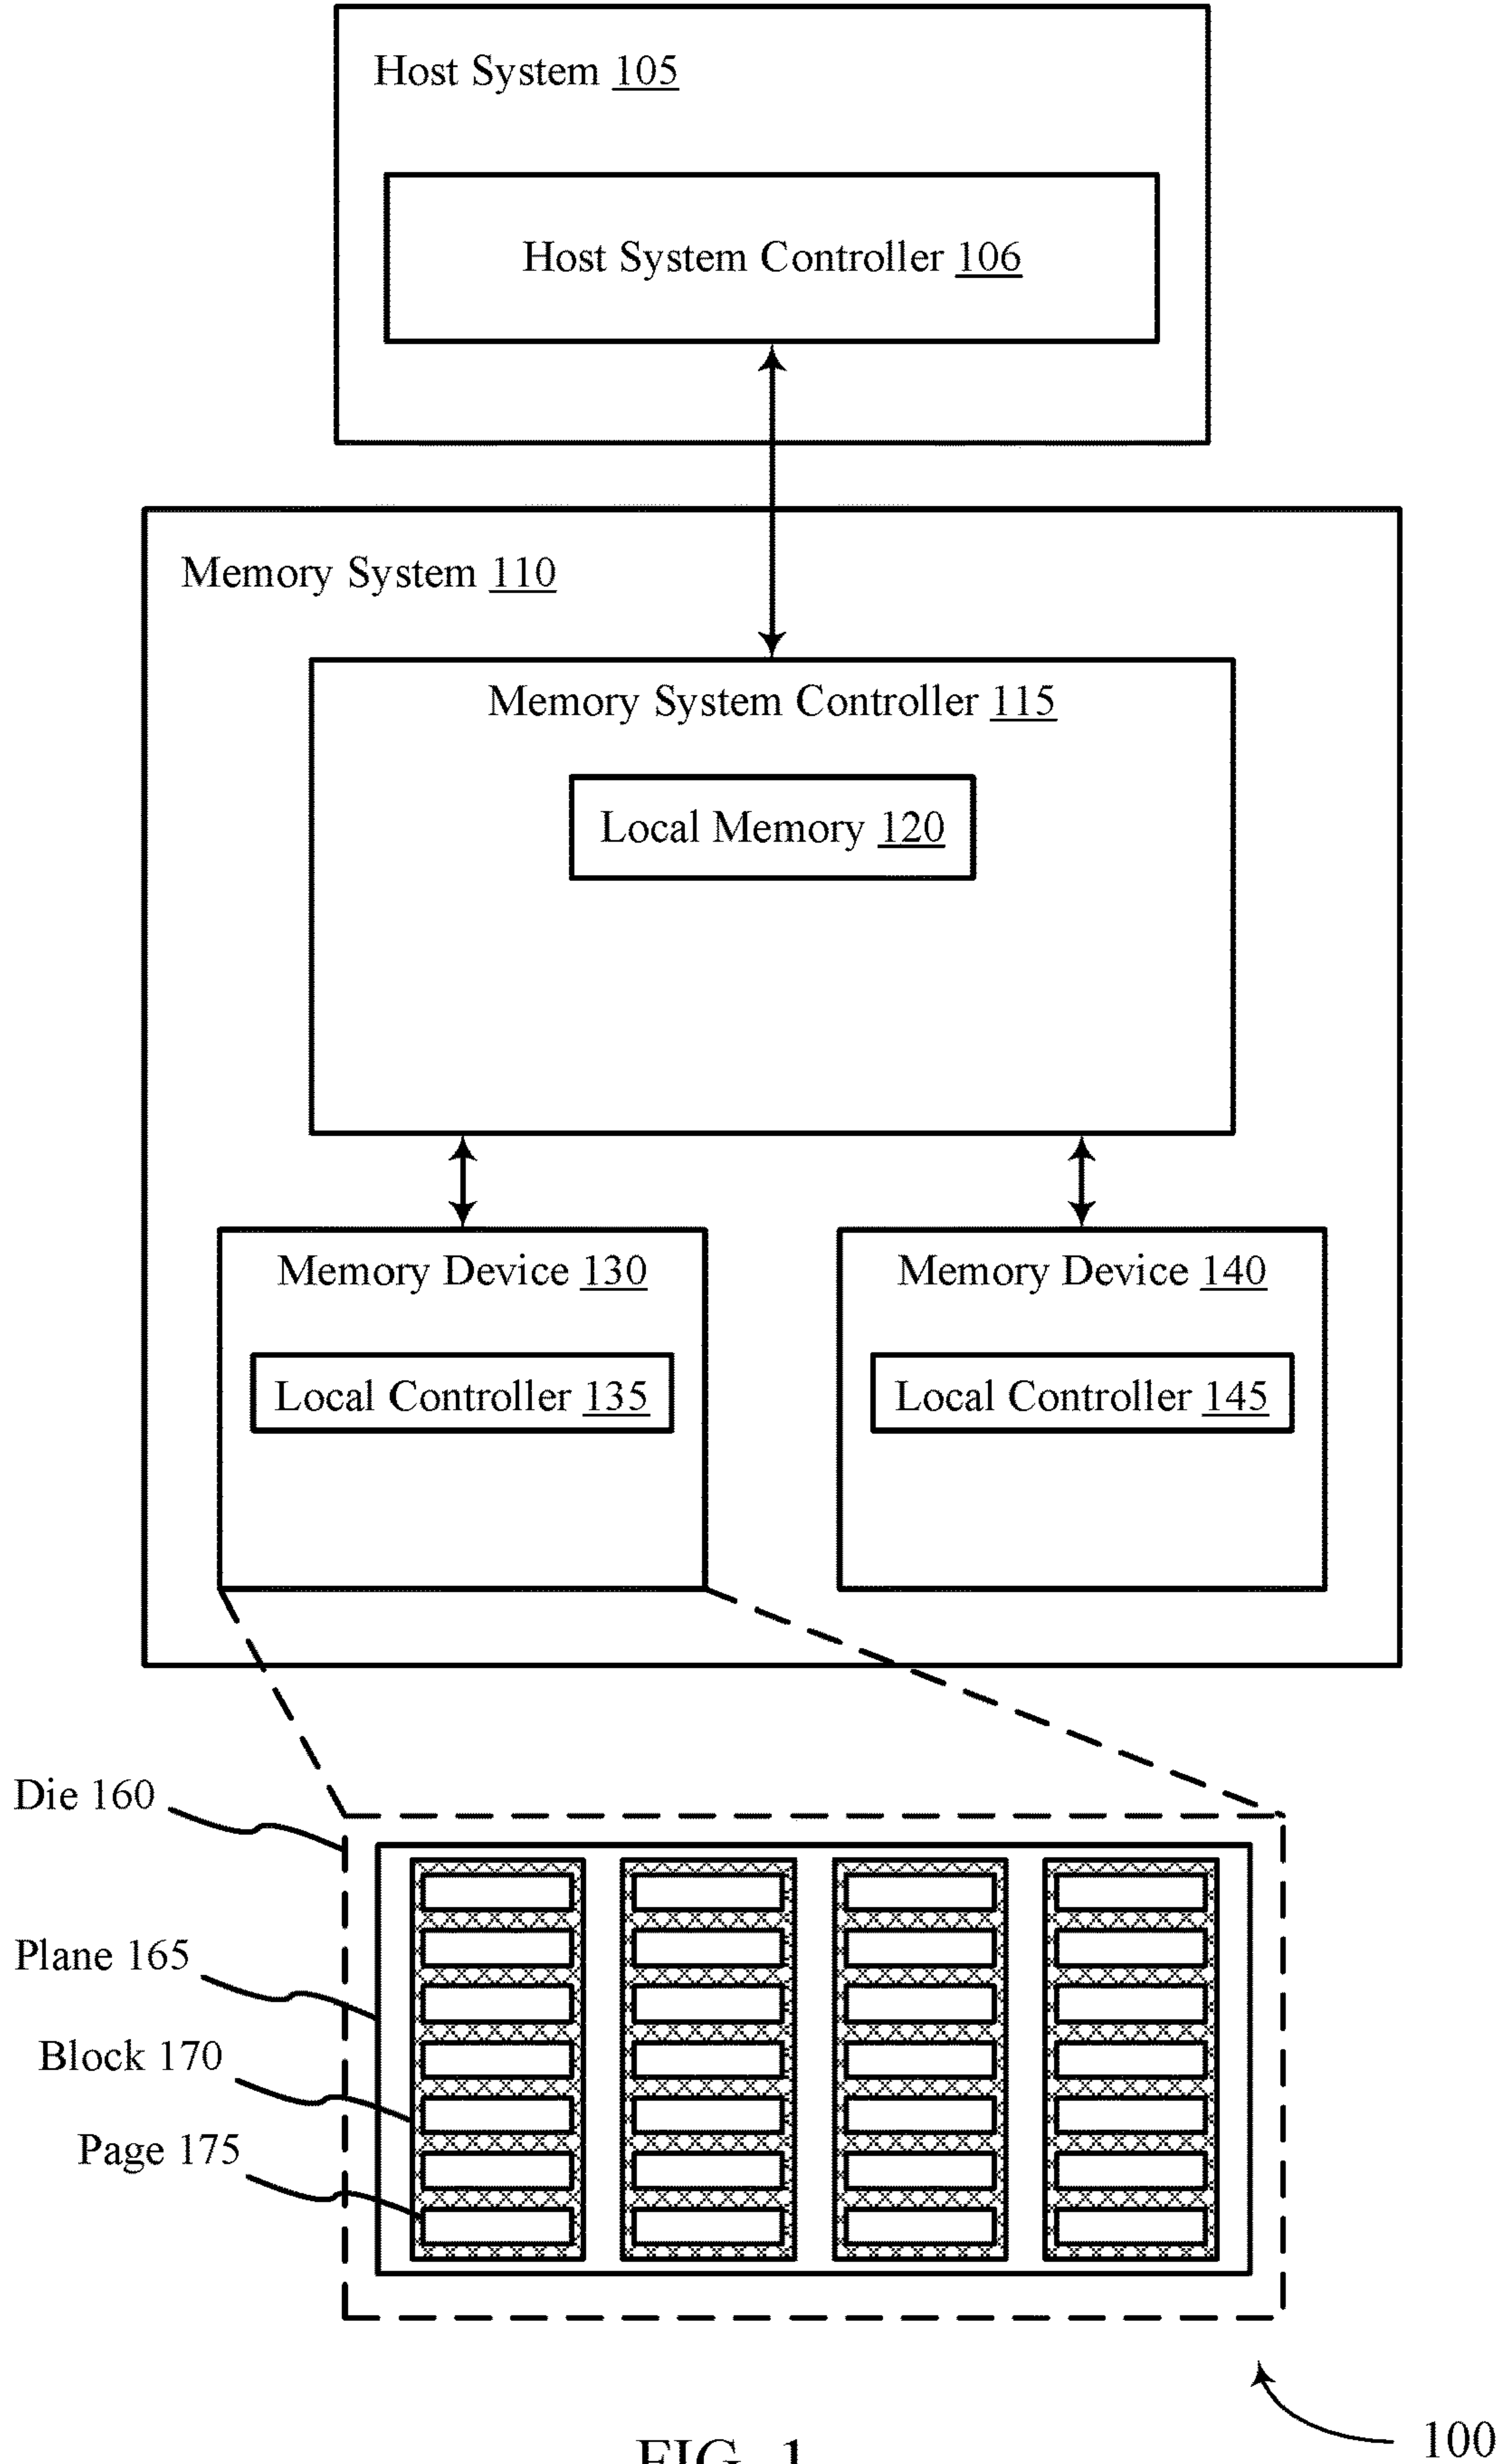 Host System 105
Host System Controller 106
Memory System 110
Memory System Controller 115
Local Memory 120
Memory Device 130
Memory Device 140
Local Controller 135
Local Controller 145
Die 160
Plane 165
Block 170
Page 175
100
FIG. 1